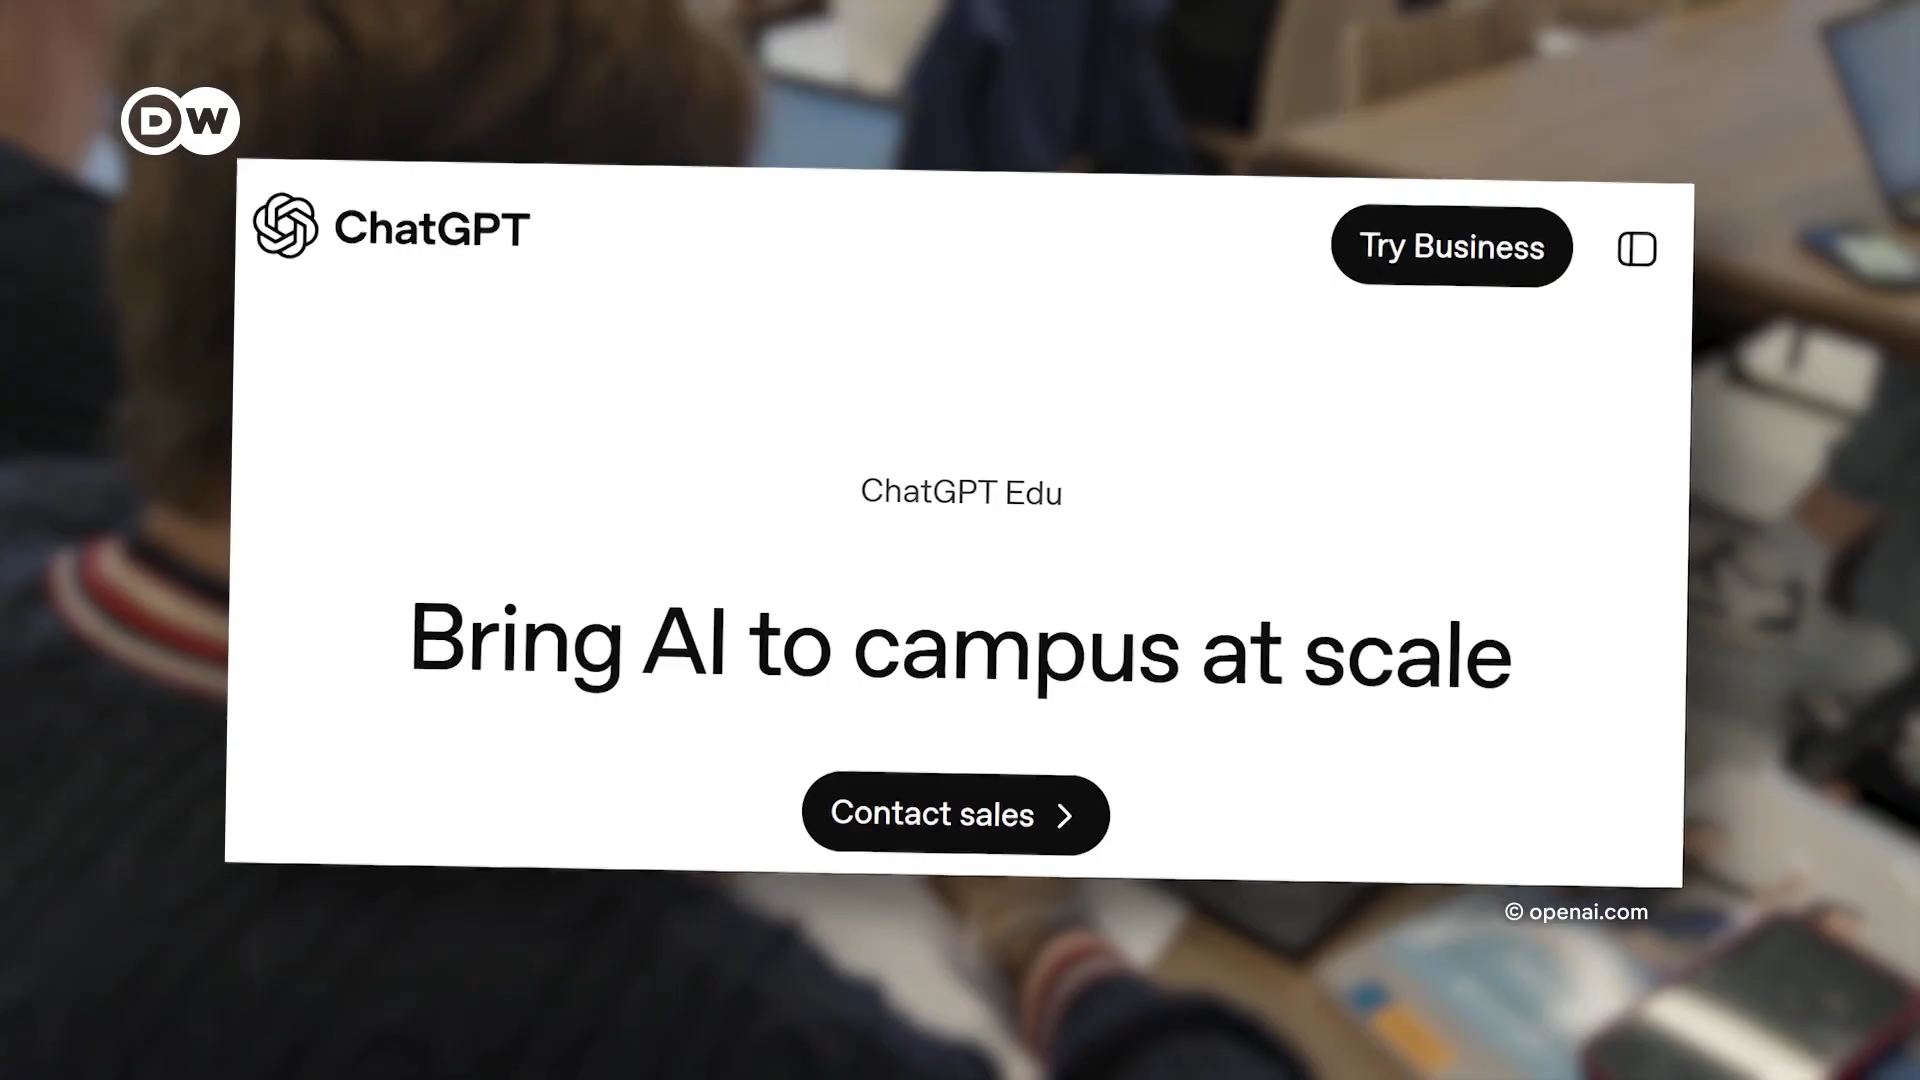 DW
ChatGPT
Try Business
ChatGPT Edu
Bring AI to campus at scale
Contact sales
© openai.com